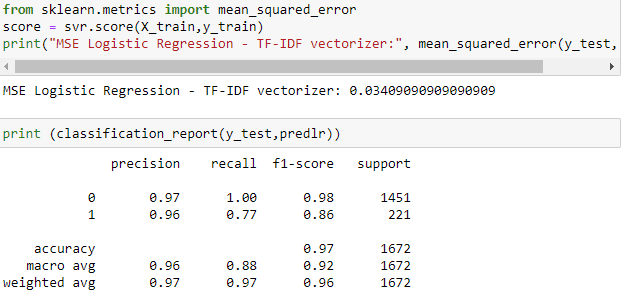 from sklearn.metrics import mean_squared_error
score = svr.score(X_train,y_train)
print("MSE Logistic Regression - TF-IDF vectorizer:", mean_squared_error(y_test,
MSE Logistic Regression - TF-IDF vectorizer: 0.03409090909090909
print (classification_report(y_test,predlr))
precision recall f1-score support
0 0.97 1.00 0.98 1451
1 0.96 0.77 0.86 221
accuracy 0.97 1672
macro avg 0.96 0.88 0.92 1672
weighted avg 0.97 0.97 0.96 1672